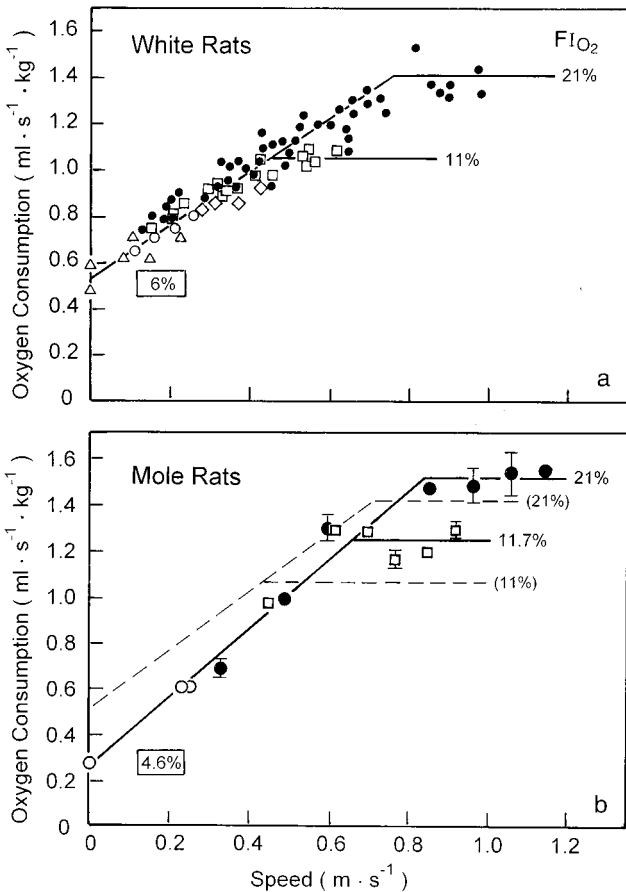 1.6
White Rats
FIO2
1.4
21%
1.2
11%
1.0
0.8
0.6
6%
0.4
0.2
0
a
Oxygen Consumption ( ml · s-1 · kg-1 )
1.6
Mole Rats
21%
1.4
(21%)
1.2
11.7%
(11%)
1.0
0.8
0.6
0.4
4.6%
0.2
0
b
Oxygen Consumption ( ml · s-1 · kg-1 )
0 0.2 0.4 0.6 0.8 1.0 1.2
Speed ( m · s-1 )